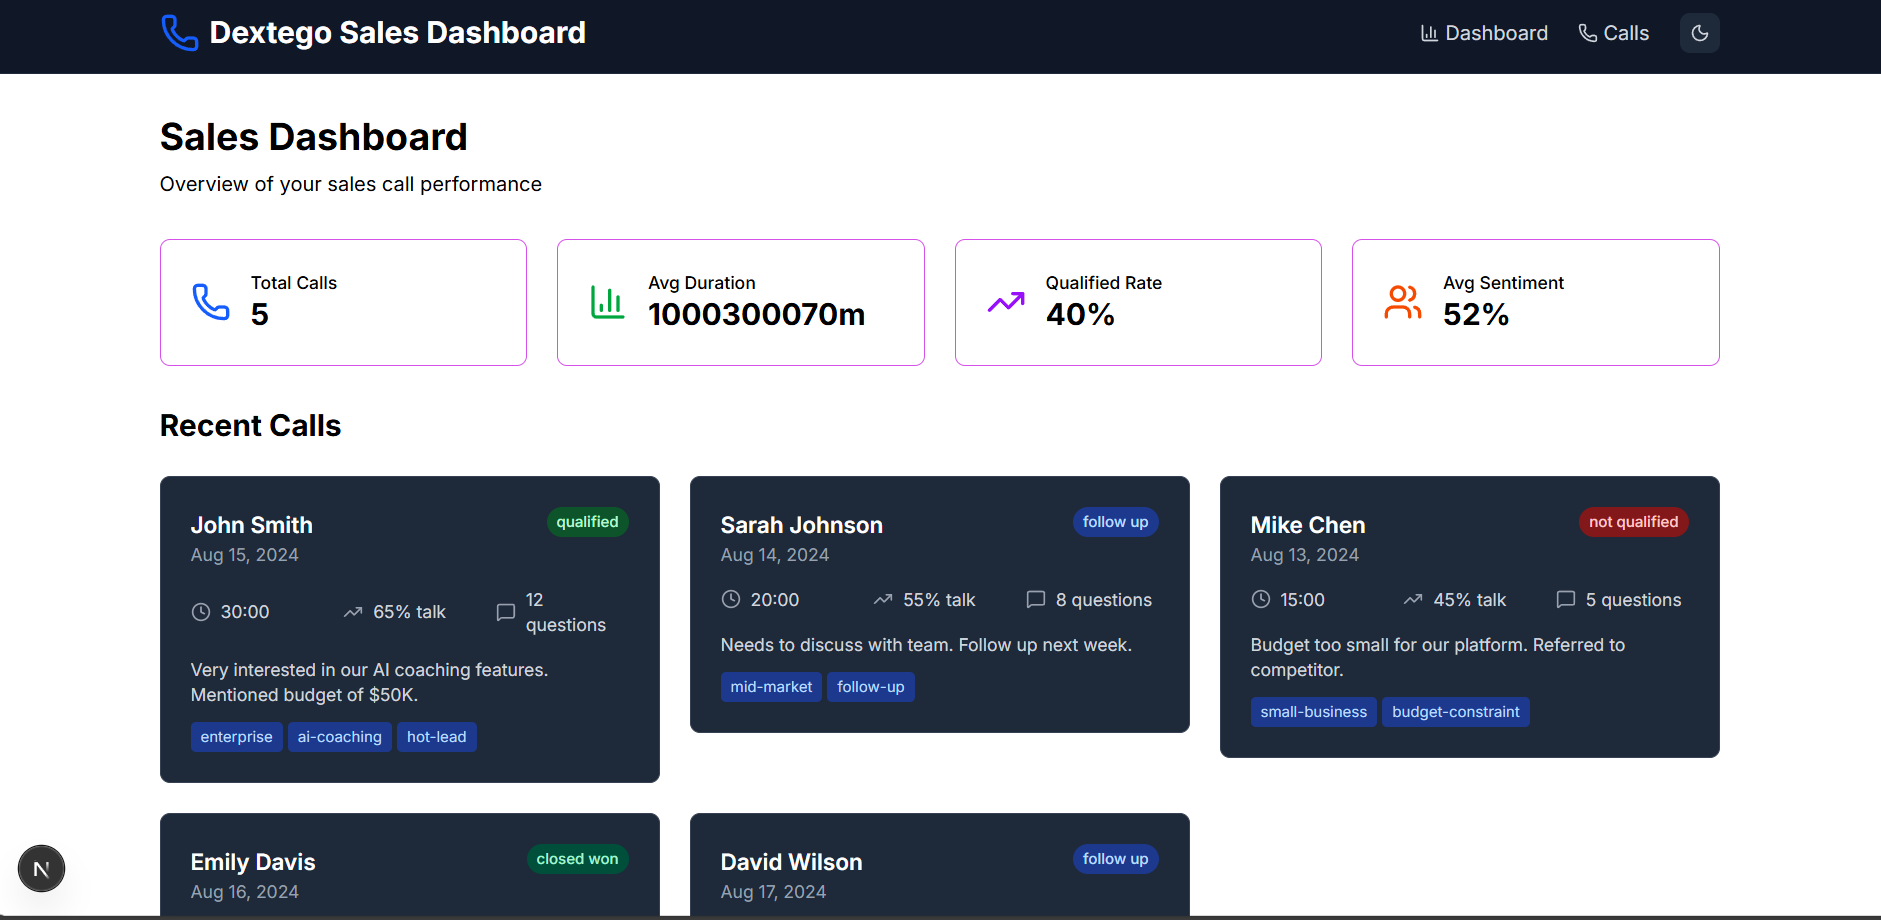 Dextego Sales Dashboard
Dashboard
Calls
Sales Dashboard
Overview of your sales call performance
Total Calls
5
Avg Duration
1000300070m
Qualified Rate
40%
Avg Sentiment
52%
Recent Calls
John Smith
qualified
Aug 15, 2024
30:00
65% talk
12
questions
Very interested in our AI coaching features.
Mentioned budget of $50K.
enterprise
ai-coaching
hot-lead
Sarah Johnson
follow up
Aug 14, 2024
20:00
55% talk
8 questions
Needs to discuss with team. Follow up next week.
mid-market
follow-up
Mike Chen
not qualified
Aug 13, 2024
15:00
45% talk
5 questions
Budget too small for our platform. Referred to
competitor.
small-business
budget-constraint
Emily Davis
closed won
Aug 16, 2024
David Wilson
follow up
Aug 17, 2024
N